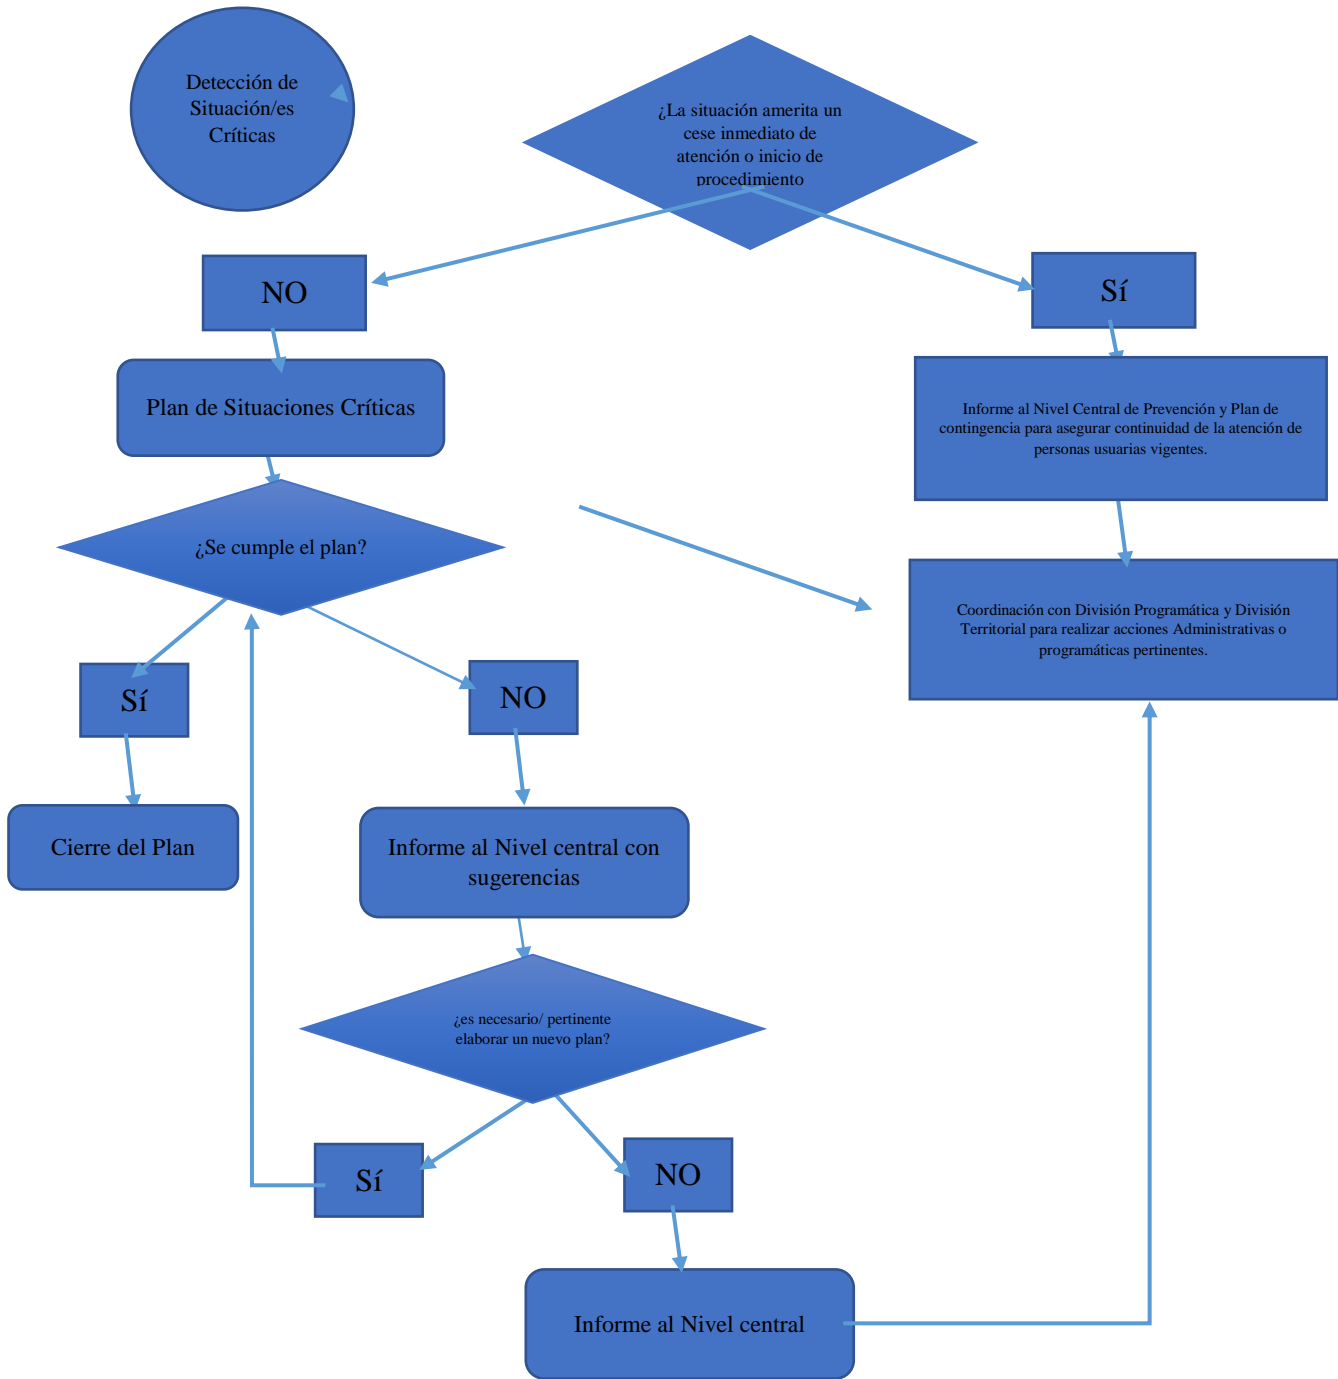 Detección de
Situación/es
Críticas
¿La situación amerita un
cese inmediato de
atención o inicio de
procedimiento
NO
Sí
Plan de Situaciones Críticas
Informe al Nivel Central de Prevención y Plan de
contingencia para asegurar continuidad de la atención de
personas usuarias vigentes.
¿Se cumple el plan?
Coordinación con División Programática y División
Territorial para realizar acciones Administrativas o
programáticas pertinentes.
Sí
NO
Cierre del Plan
Informe al Nivel central con
sugerencias
¿es necesario/ pertinente
elaborar un nuevo plan?
Sí
NO
Informe al Nivel central